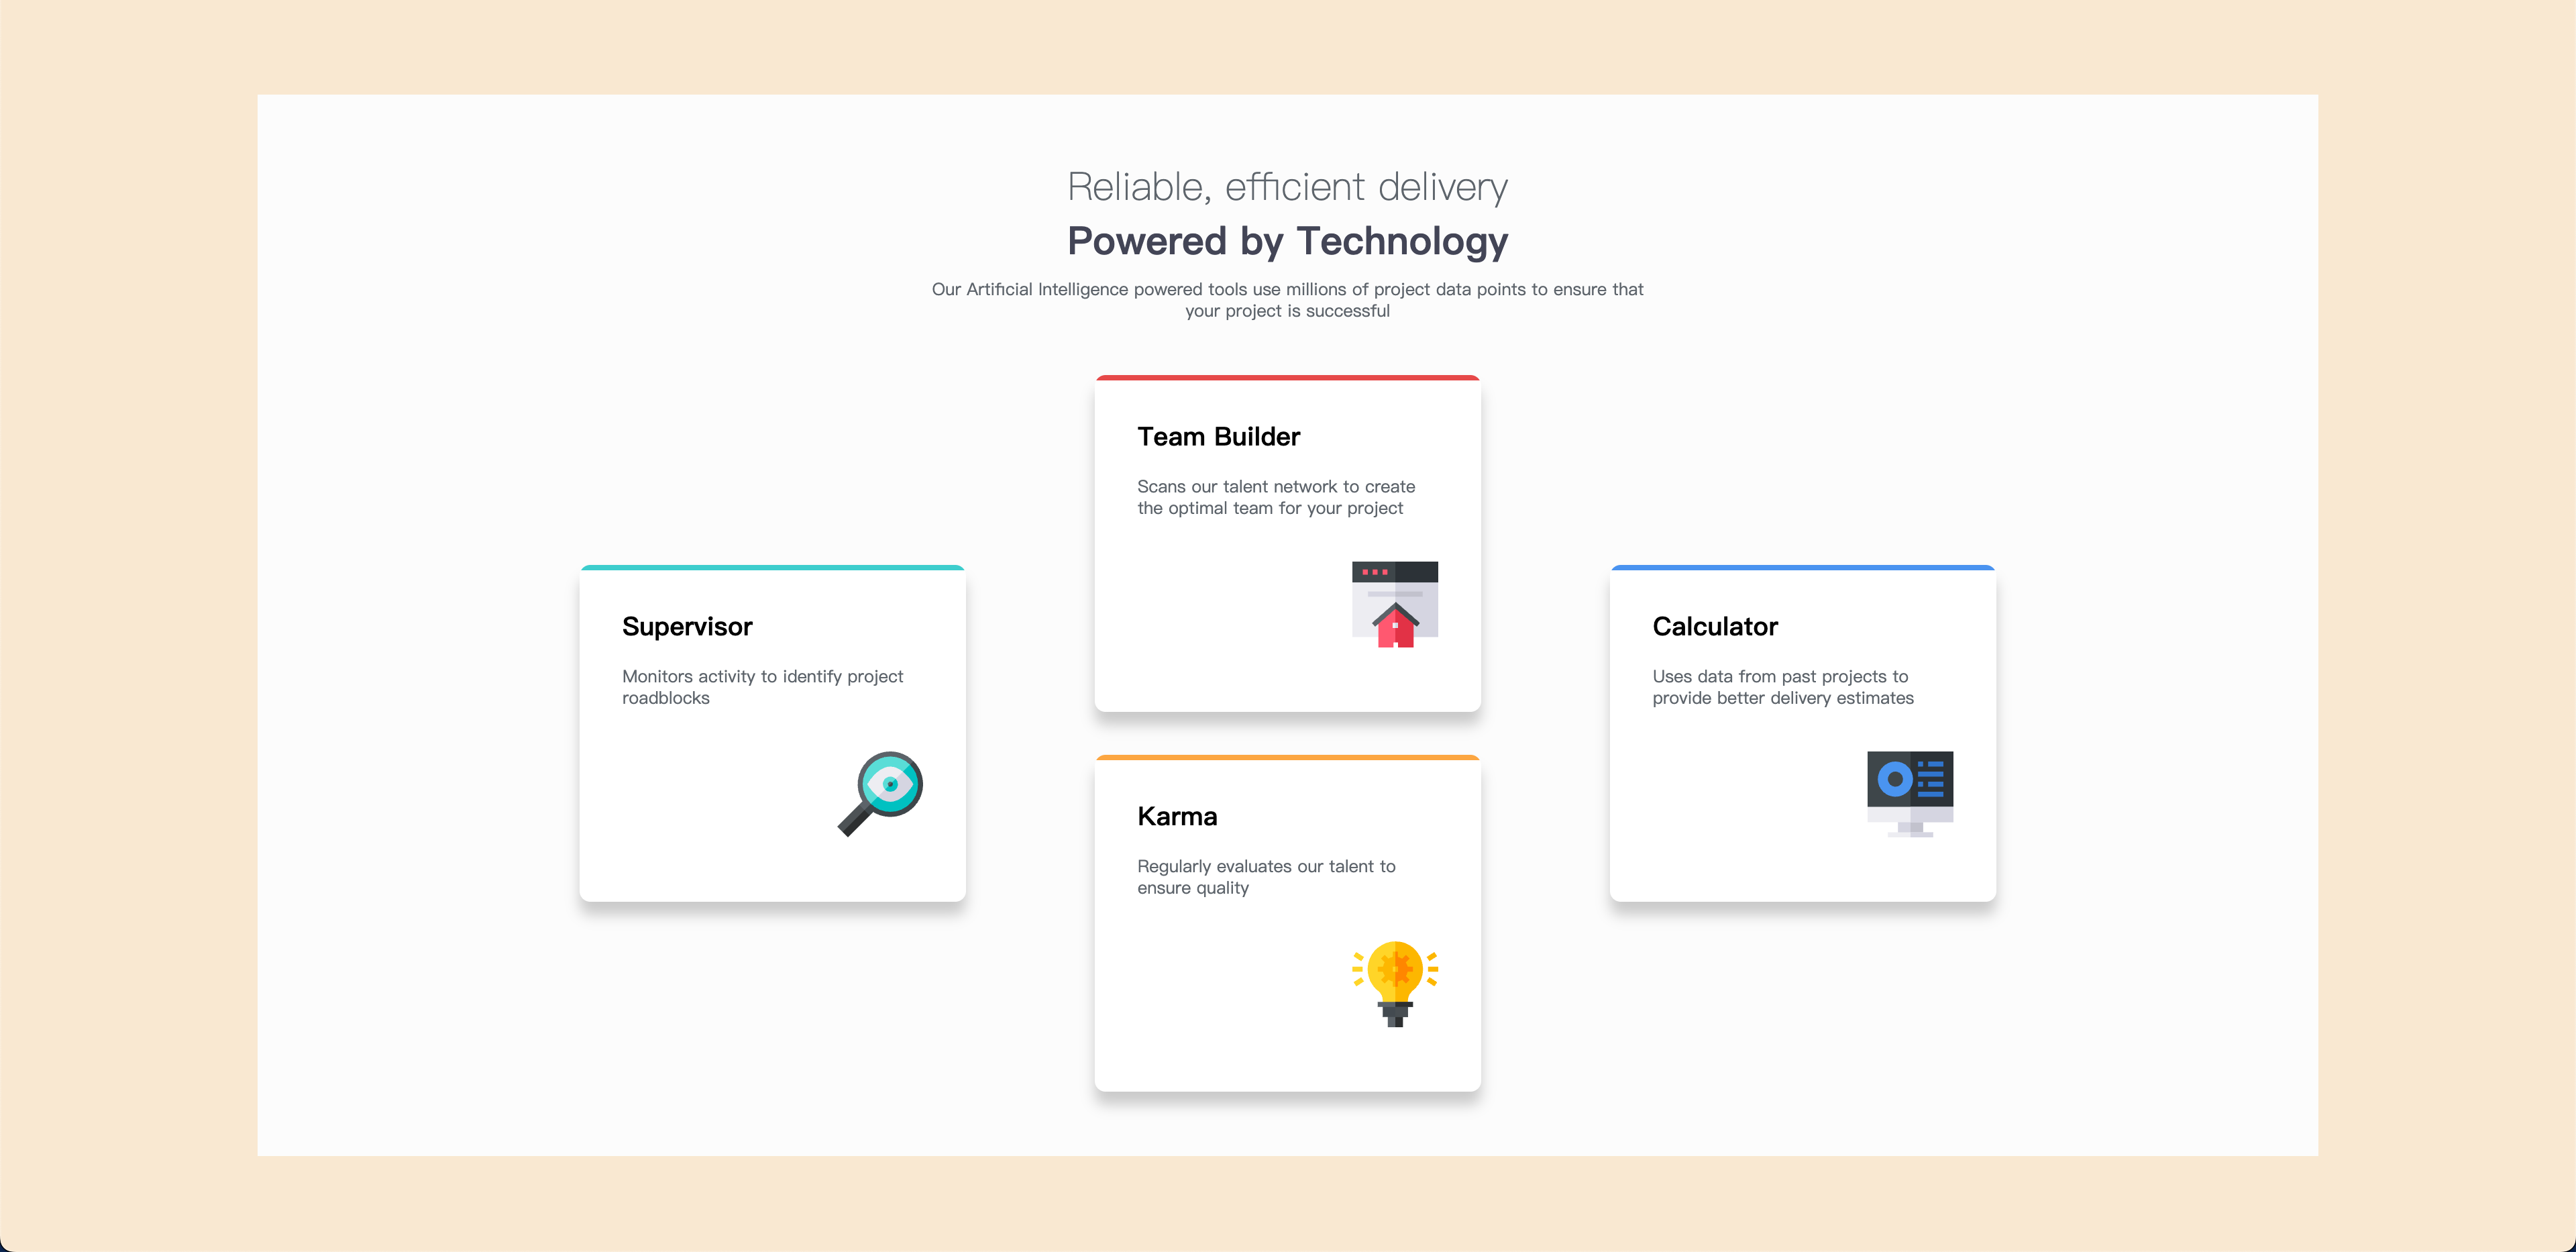 Reliable, efficient delivery
Powered by Technology
Our Artificial Intelligence powered tools use millions of project data points to ensure that
your project is successful
Team Builder
Scans our talent network to create
the optimal team for your project
Supervisor
Monitors activity to identify project
roadblocks
Calculator
Uses data from past projects to
provide better delivery estimates
Karma
Regularly evaluates our talent to
ensure quality